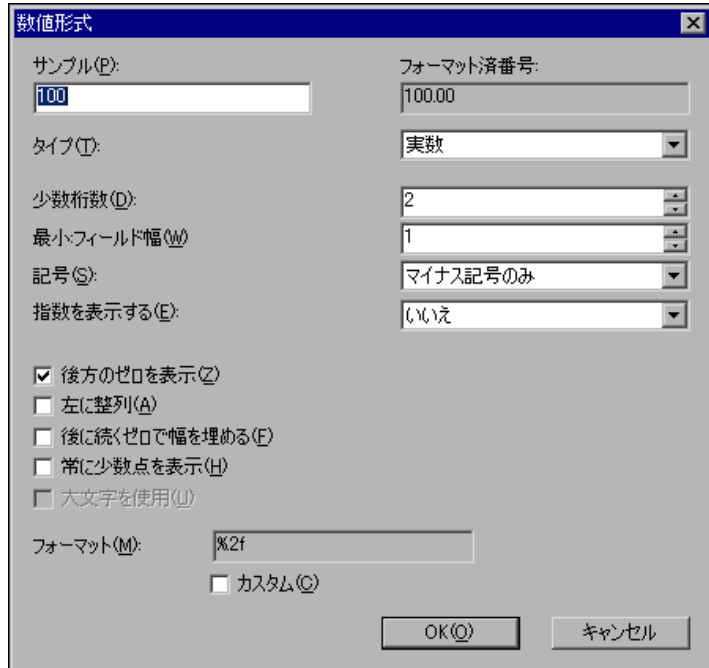 数値形式
サンプル(P):
フォーマット済番号:
100
100.00
タイプ(T):
実数
少数桁数(D):
2
最小フィールド幅(W)
1
記号(S):
マイナス記号のみ
指数を表示する(E):
いいえ
後方のゼロを表示(Z)
左に整列(A)
後に続くゼロで幅を埋める(F)
常に少数点を表示(H)
大文字を使用(U)
フォーマット(M):
%.2f
カスタム(C)
OK(O)
キャンセル